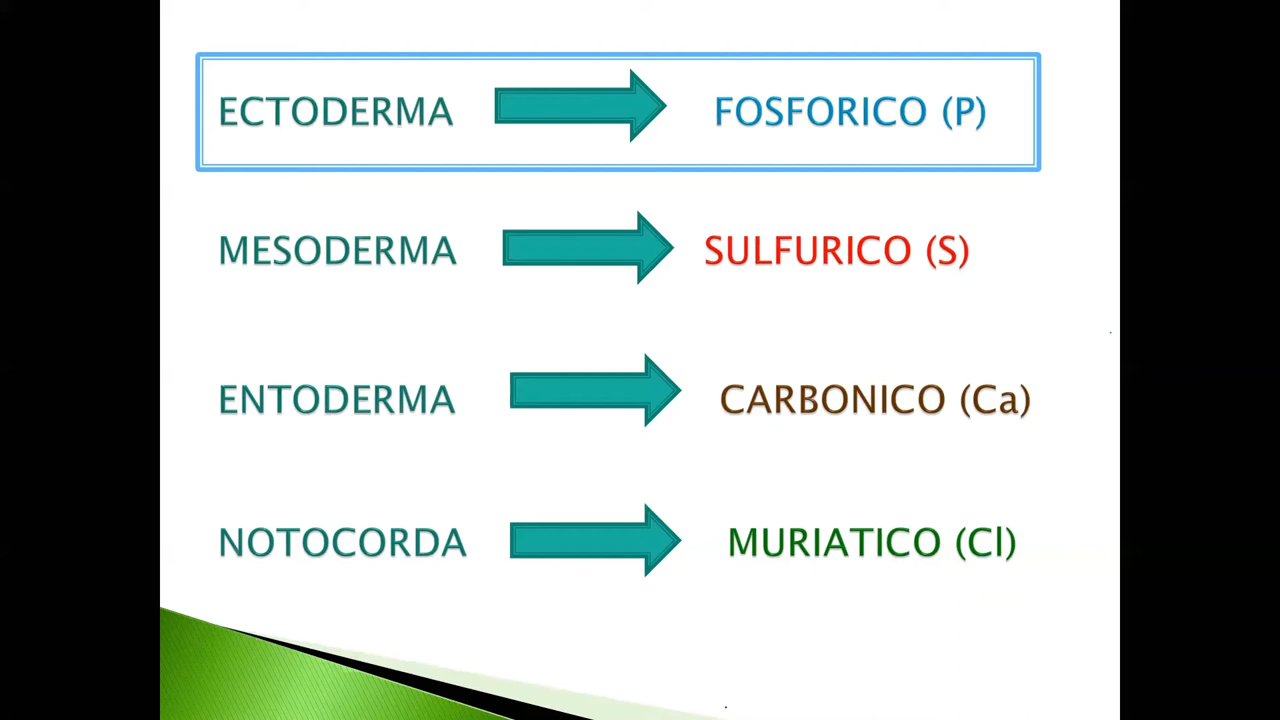 ECTODERMA FOSFORICO (P)
MESODERMA SULFURICO (S)
ENTODERMA CARBONICO (Ca)
NOTOCORDA MURIATICO (Cl)